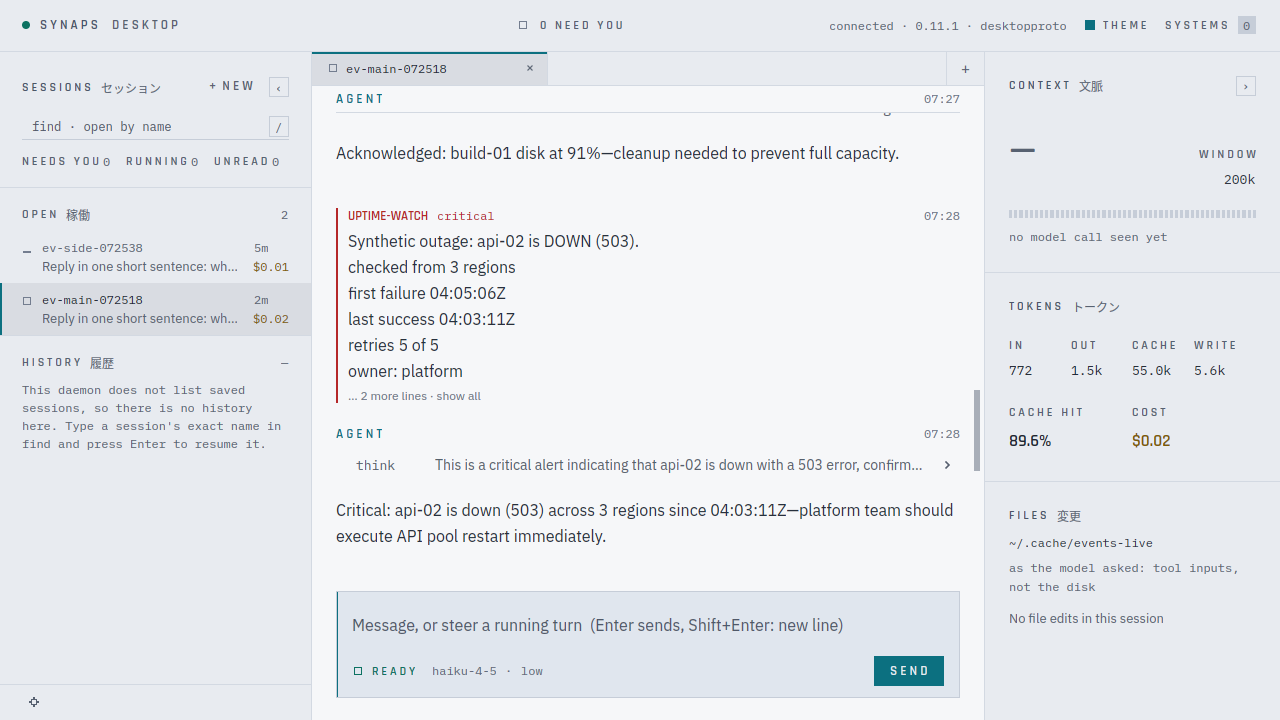 SYNAPS DESKTOP
0 NEED YOU
connected · 0.11.1 · desktopproto
THEME
SYSTEMS 0
SESSIONS セッション
+ NEW
‹
find · open by name
/
NEEDS YOU 0 RUNNING 0 UNREAD 0
OPEN 稼働 2
ev-side-072538 5m
Reply in one short sentence: wh... $0.01
ev-main-072518 2m
Reply in one short sentence: wh... $0.02
HISTORY 履歴 —
This daemon does not list saved
sessions, so there is no history
here. Type a session's exact name in
find and press Enter to resume it.
ev-main-072518 ×
+
AGENT 07:27
Acknowledged: build-01 disk at 91%—cleanup needed to prevent full capacity.
UPTIME-WATCH critical 07:28
Synthetic outage: api-02 is DOWN (503).
checked from 3 regions
first failure 04:05:06Z
last success 04:03:11Z
retries 5 of 5
owner: platform
... 2 more lines · show all
AGENT 07:28
think This is a critical alert indicating that api-02 is down with a 503 error, confirm... ›
Critical: api-02 is down (503) across 3 regions since 04:03:11Z—platform team should
execute API pool restart immediately.
Message, or steer a running turn (Enter sends, Shift+Enter: new line)
READY haiku-4-5 · low
SEND
CONTEXT 文脈
›
—
WINDOW
200k
no model call seen yet
TOKENS トークン
IN OUT CACHE WRITE
772 1.5k 55.0k 5.6k
CACHE HIT COST
89.6% $0.02
FILES 変更
~/.cache/events-live
as the model asked: tool inputs,
not the disk
No file edits in this session